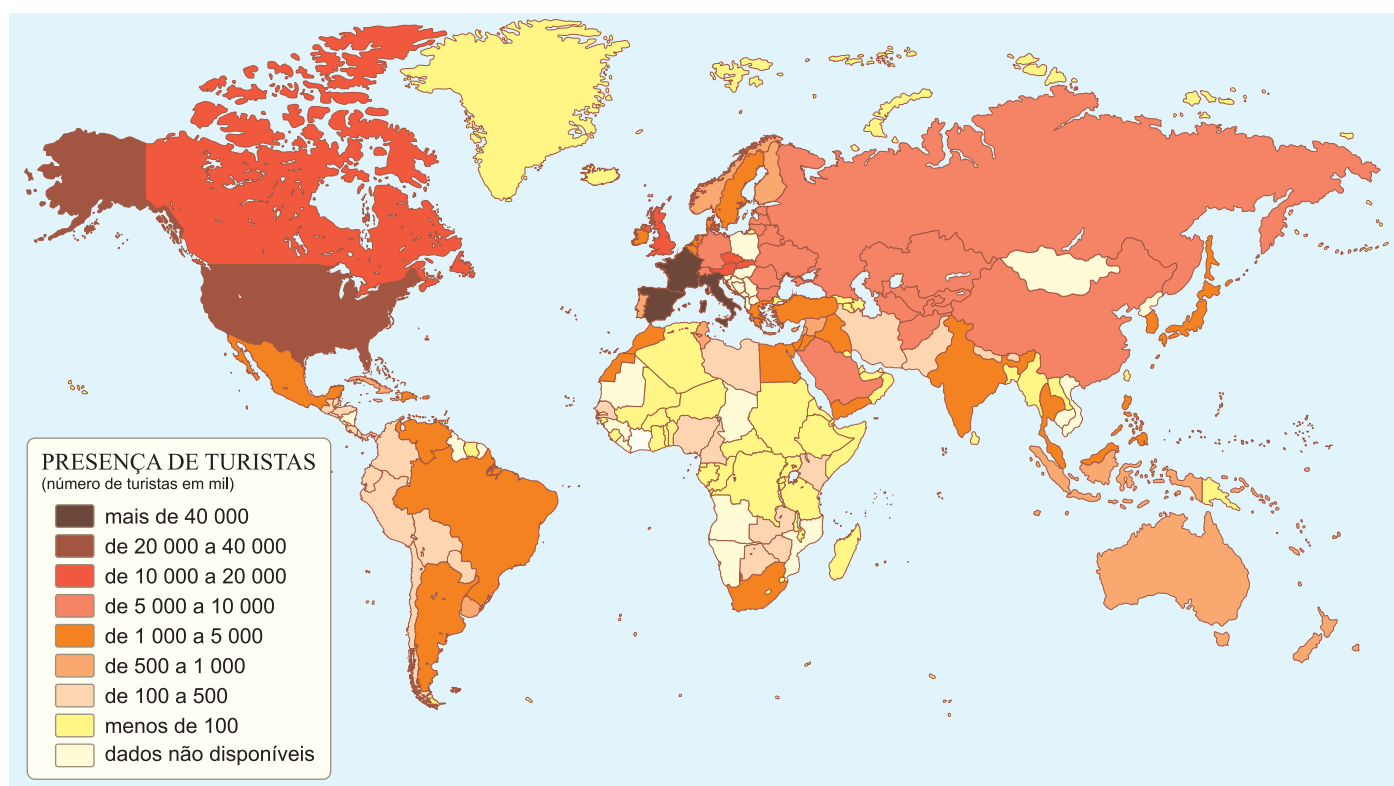 PRESENÇA DE TURISTAS
(número de turistas em mil)
mais de 40 000
de 20 000 a 40 000
de 10 000 a 20 000
de 5 000 a 10 000
de 1 000 a 5 000
de 500 a 1 000
de 100 a 500
menos de 100
dados não disponíveis